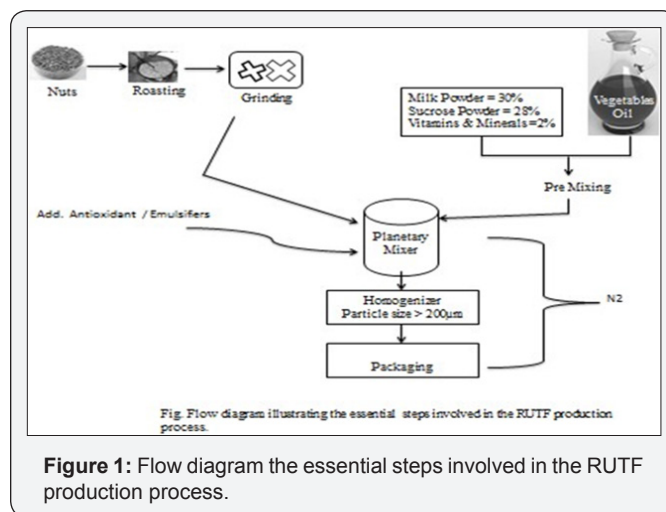 Nuts
Roasting
Grinding
Milk Powder = 30%
Sucrose Powder = 28%
Vitamins & Minerals =2%
Vegetables
Oil
Pre Mixing
Add. Antioxidant / Emulsifers
Planetary
Mixer
Homogenizer
Particle size > 200µm
N2
Packaging
Fig. Flow diagram illustrating the essential steps involved in the RUTF production
process.
Figure 1: Flow diagram the essential steps involved in the RUTF
production process.